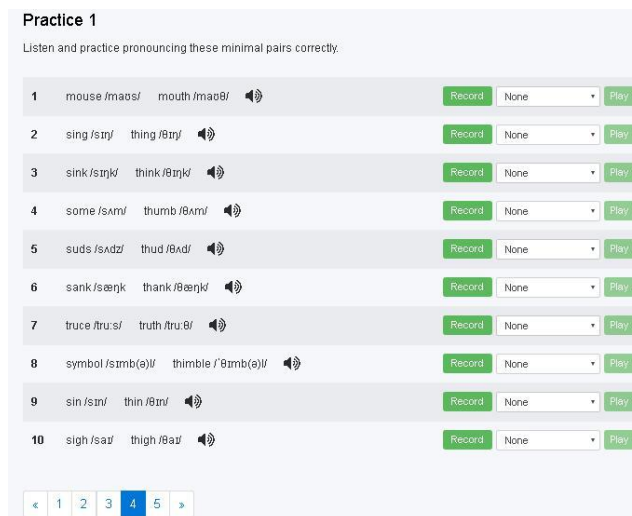 Practice 1
Listen and practice pronouncing these minimal pairs correctly.
1 mouse /maʊs/ mouth /maʊθ/ Record None Play
2 sing /sɪŋ/ thing /θɪŋ/ Record None Play
3 sink /sɪŋk/ think /θɪŋk/ Record None Play
4 some /sʌm/ thumb /θʌm/ Record None Play
5 suds /sʌdz/ thud /θʌd/ Record None Play
6 sank /sæŋk/ thank /θæŋk/ Record None Play
7 truce /truːs/ truth /truːθ/ Record None Play
8 symbol /sɪmb(ə)l/ thimble /ˈθɪmb(ə)l/ Record None Play
9 sin /sɪn/ thin /θɪn/ Record None Play
10 sigh /saɪ/ thigh /θaɪ/ Record None Play
« 1 2 3 4 5 »